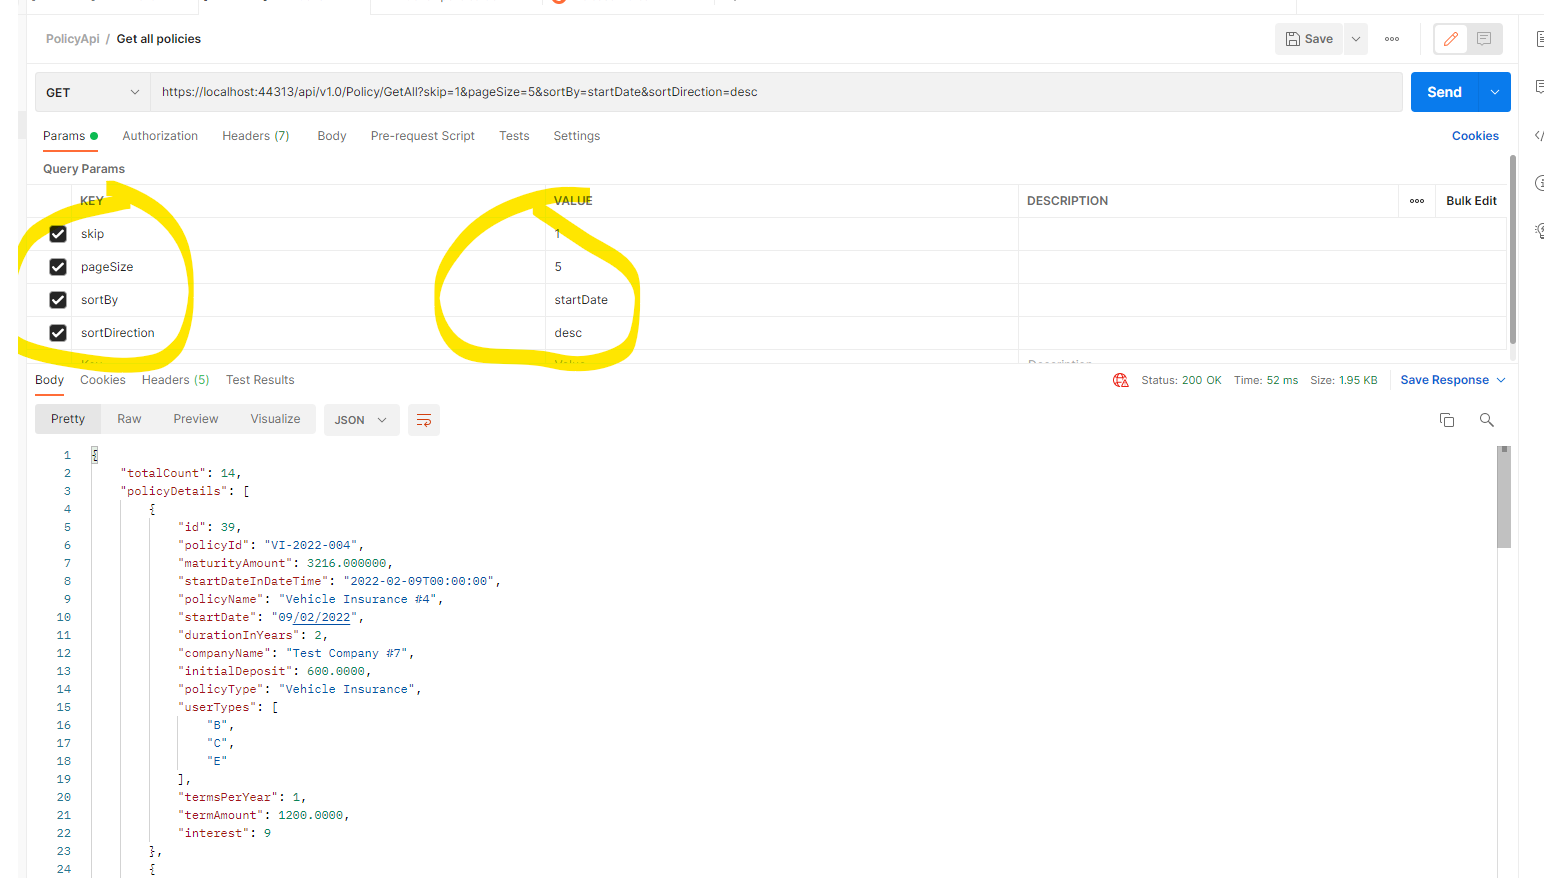 PolicyApi / Get all policies
Save
GET https://localhost:44313/api/v1.0/Policy/GetAll?skip=1&pageSize=5&sortBy=startDate&sortDirection=desc Send
Params Authorization Headers (7) Body Pre-request Script Tests Settings Cookies
Query Params
KEY VALUE DESCRIPTION Bulk Edit
skip 1
pageSize 5
sortBy startDate
sortDirection desc
Body Cookies Headers (5) Test Results Status: 200 OK Time: 52 ms Size: 1.95 KB Save Response
Pretty Raw Preview Visualize JSON
1 {
2 "totalCount": 14,
3 "policyDetails": [
4 {
5 "id": 39,
6 "policyId": "VI-2022-004",
7 "maturityAmount": 3216.000000,
8 "startDateInDateTime": "2022-02-09T00:00:00",
9 "policyName": "Vehicle Insurance #4",
10 "startDate": "09/02/2022",
11 "durationInYears": 2,
12 "companyName": "Test Company #7",
13 "initialDeposit": 600.0000,
14 "policyType": "Vehicle Insurance",
15 "userTypes": [
16 "B",
17 "C",
18 "E"
19 ],
20 "termsPerYear": 1,
21 "termAmount": 1200.0000,
22 "interest": 9
23 },
24 {